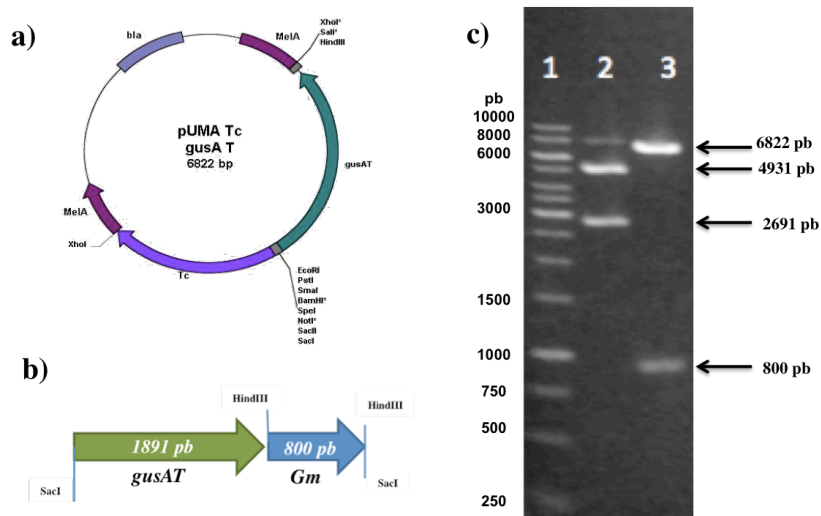 a)
bla
MelA
XhoI*
SalI*
HindIII
pUMA Tc
gusA T
6822 bp
gusAT
MelA
XhoI
Tc
EcoRI
PstI
SmaI
BamHI*
SpeI
NotI*
SacII
SacI
b)
HindIII
HindIII
1891 pb
800 pb
gusAT
Gm
SacI
SacI
c)
1 2 3
pb
10000
8000
6000
3000
1500
1000
750
500
250
6822 pb
4931 pb
2691 pb
800 pb